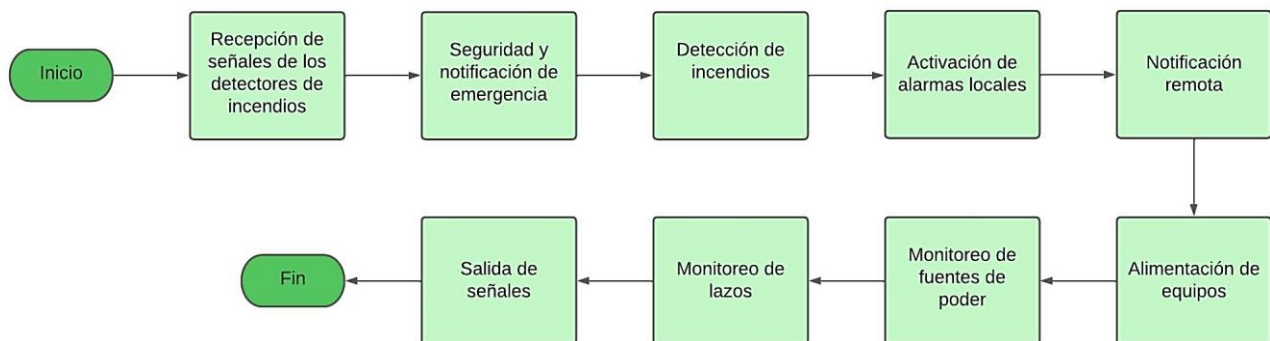 Inicio
Recepción de
señales de los
detectores de
incendios
Seguridad y
notificación de
emergencia
Detección de
incendios
Activación de
alarmas locales
Notificación
remota
Alimentación de
equipos
Monitoreo de
fuentes de
poder
Monitoreo de
lazos
Salida de
señales
Fin